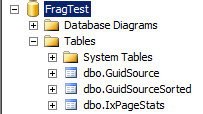 FragTest
Database Diagrams
Tables
System Tables
dbo.GuidSource
dbo.GuidSourceSorted
dbo.IxPageStats